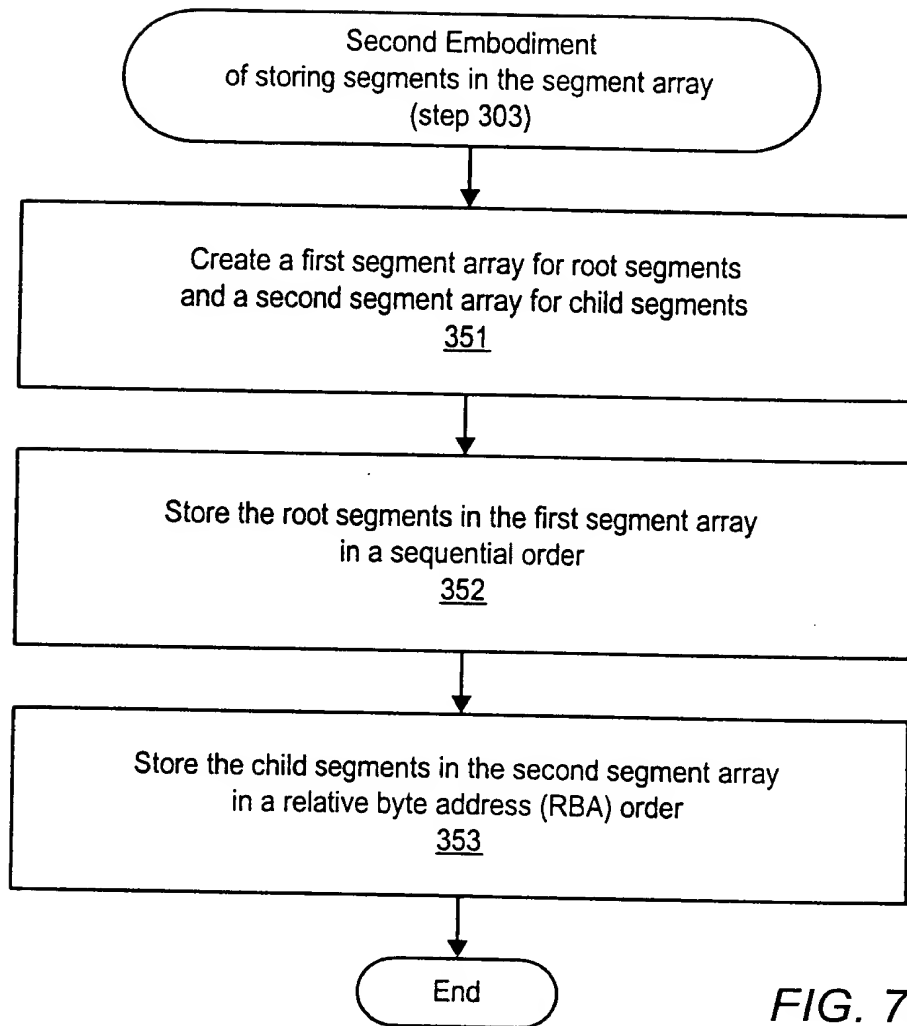 Second Embodiment
of storing segments in the segment array
(step 303)
Create a first segment array for root segments
and a second segment array for child segments
351
Store the root segments in the first segment array
in a sequential order
352
Store the child segments in the second segment array
in a relative byte address (RBA) order
353
End
FIG. 7